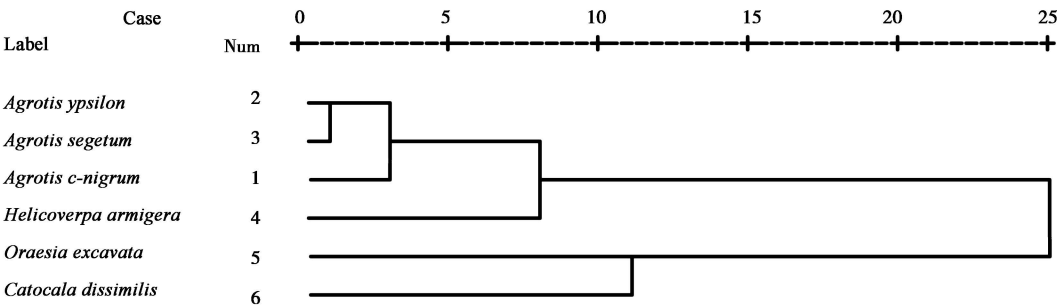 Case 0 5 10 15 20 25
Label Num
Agrotis ypsilon 2
Agrotis segetum 3
Agrotis c-nigrum 1
Helicoverpa armigera 4
Oraesia excavata 5
Catocala dissimilis 6